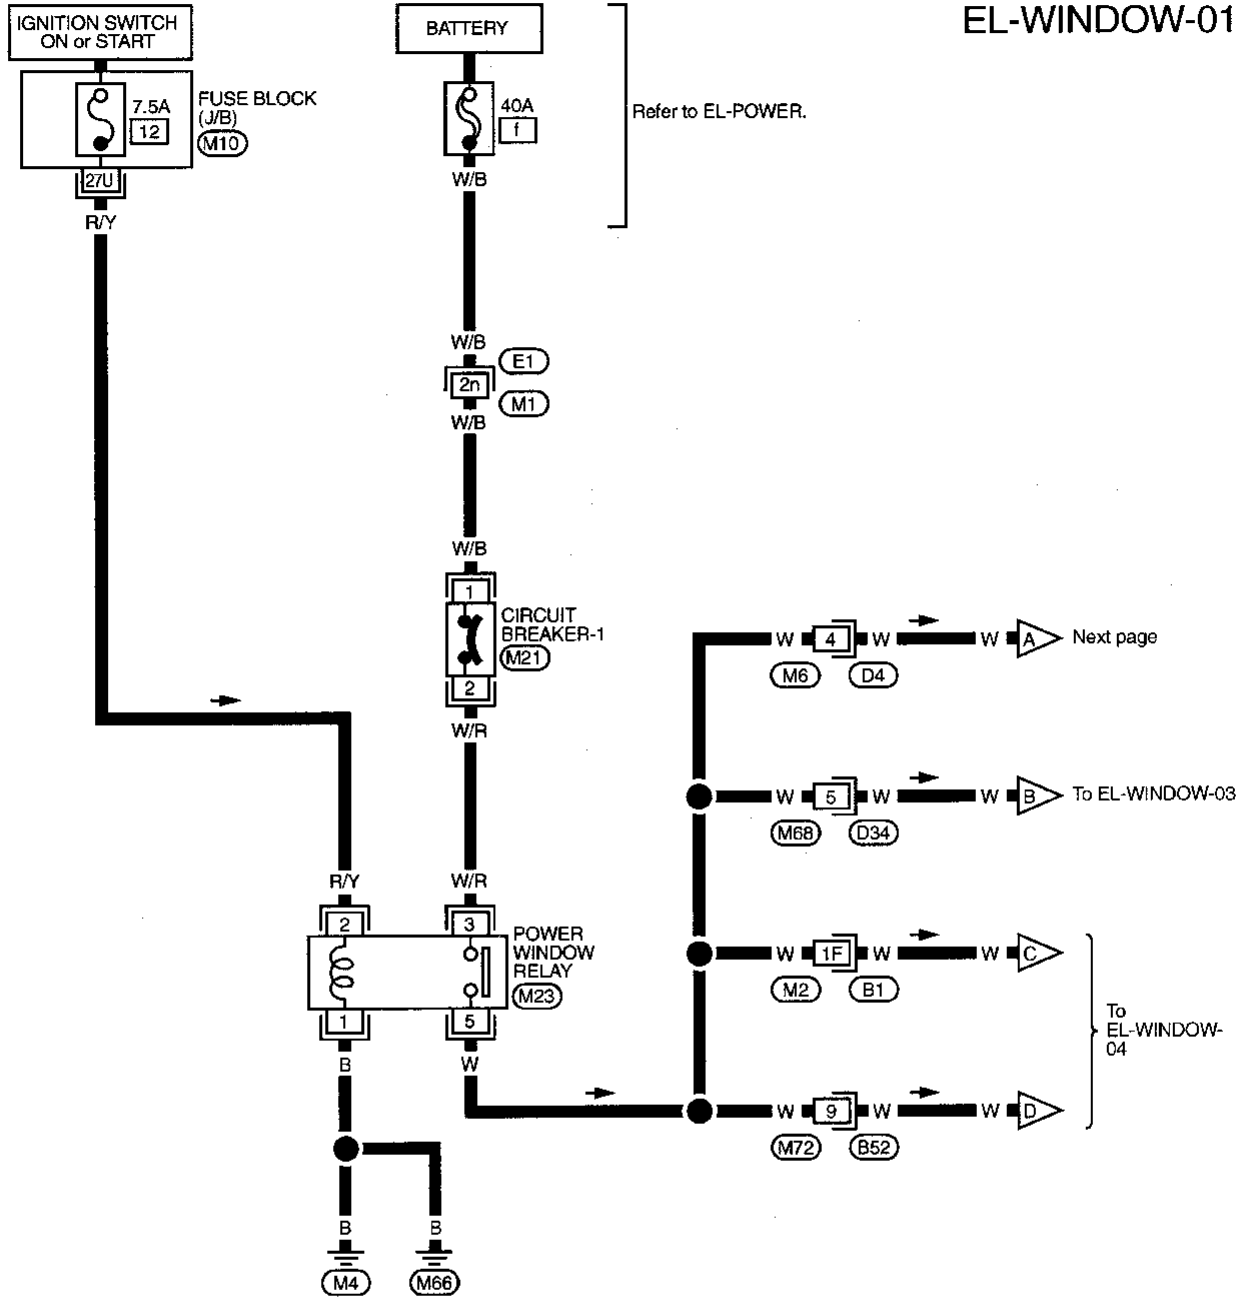 EL-WINDOW-01
IGNITION SWITCH
ON or START
BATTERY
7.5A
12
FUSE BLOCK
(J/B)
M10
40A
f
Refer to EL-POWER.
27U
R/Y
W/B
W/B
E1
2n
M1
W/B
W/B
1
CIRCUIT
BREAKER-1
M21
2
W/R
W 4 W W A Next page
M6 D4
W 5 W W B To EL-WINDOW-03
M68 D34
R/Y
W/R
2
3
POWER
WINDOW
RELAY
M23
1
5
W 1F W W C
M2 B1
To
EL-WINDOW-
04
B
W
W 9 W W D
M72 B52
B
B
M4
M66